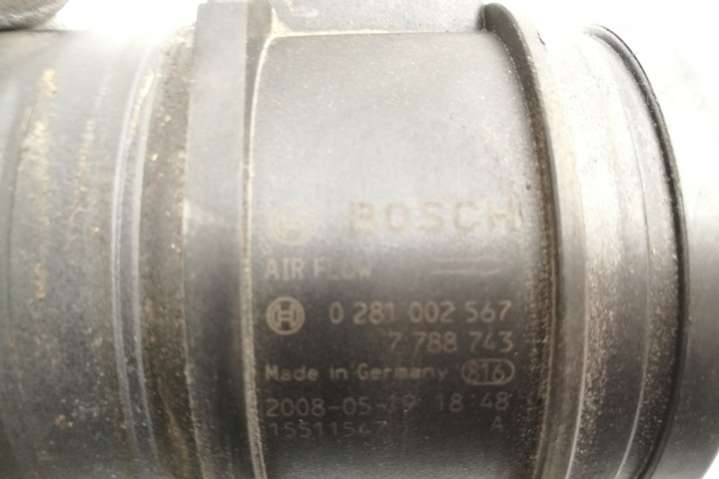 BOSCH
AIR FLOW
0 281 002 567
7 788 743
Made in Germany 816
2008-05-19 18:48
15511547
A